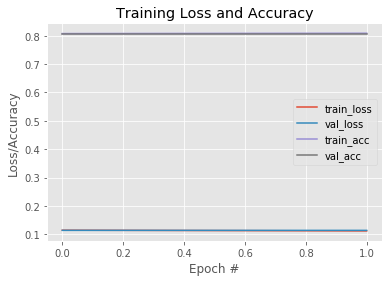 Training Loss and Accuracy
0.8
0.7
0.6
0.5
0.4
0.3
0.2
0.1
Loss/Accuracy
train_loss
val_loss
train_acc
val_acc
0.0 0.2 0.4 0.6 0.8 1.0
Epoch #